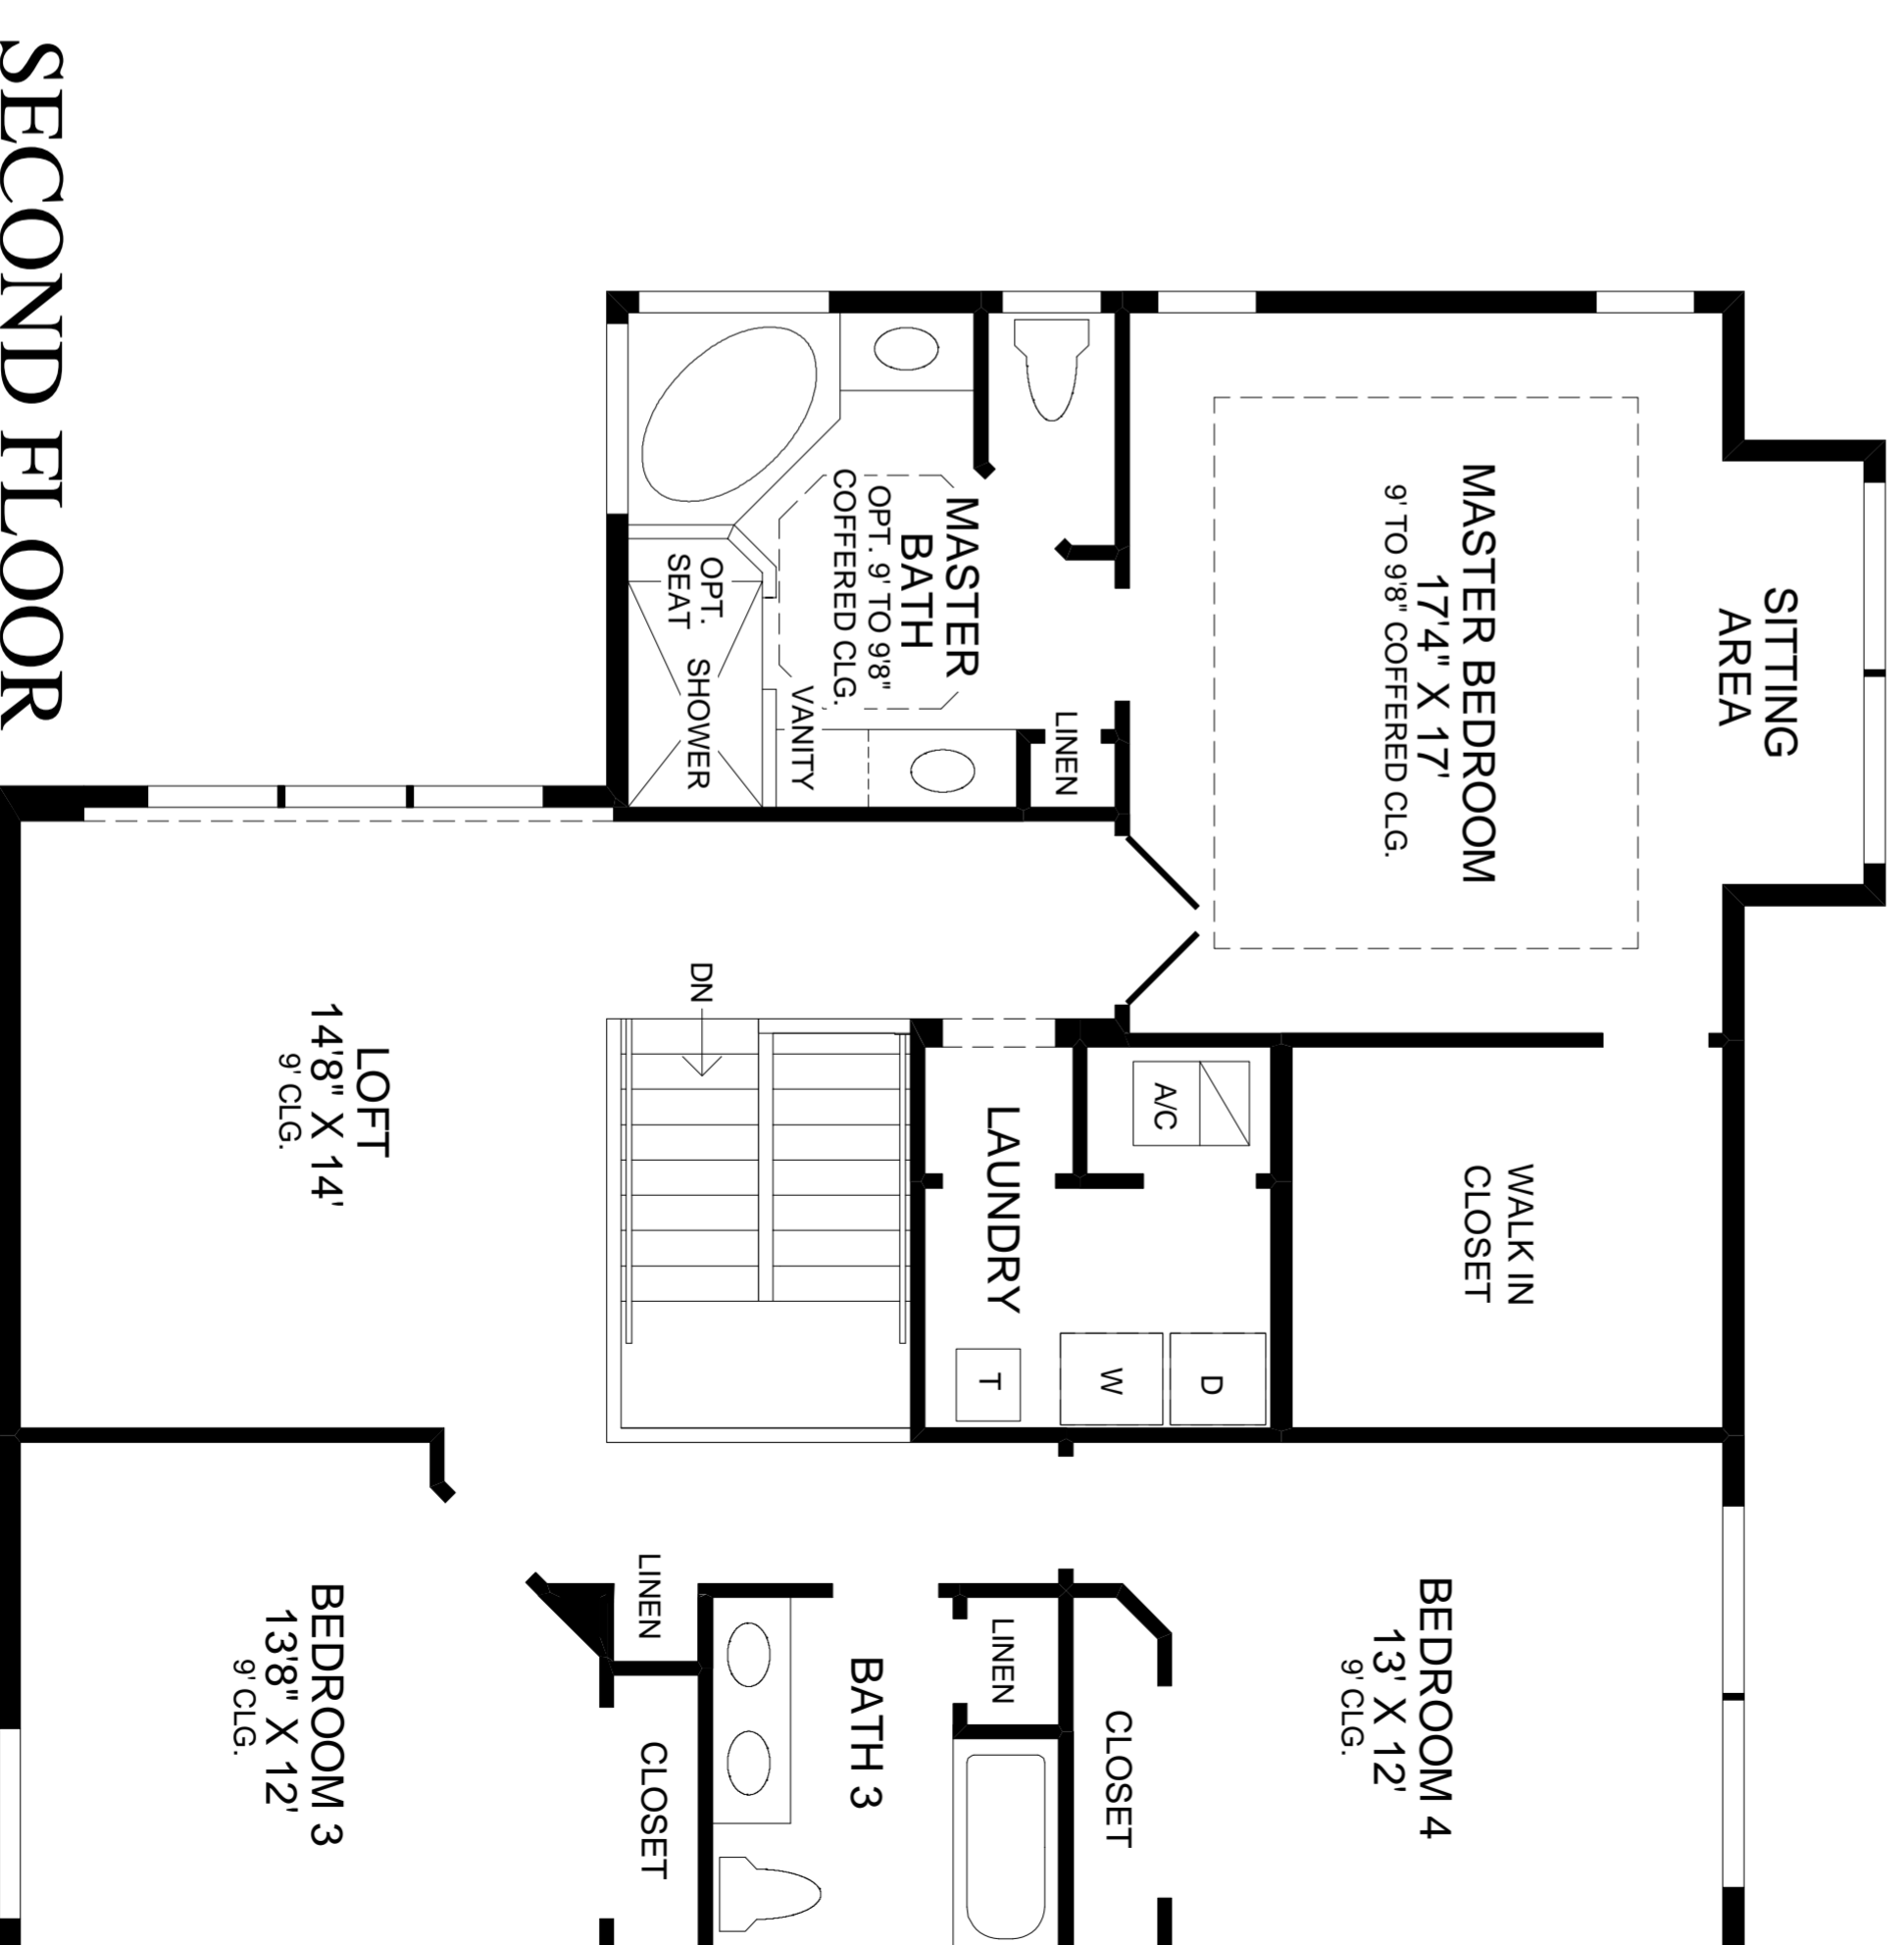 SITTING
AREA
MASTER BEDROOM
17'4" X 17'
9' TO 9'8" COFFERED CLG.
WALK IN
CLOSET
BEDROOM 4
13' X 12'
9' CLG.
MASTER
BATH
OPT. 9' TO 9'8"
COFFERED CLG.
LINEN
VANITY
OPT.
SEAT
SHOWER
A/C
LAUNDRY
D
W
T
DN
CLOSET
LINEN
BATH 3
LINEN
CLOSET
LOFT
14'8" X 14'
9' CLG.
BEDROOM 3
13'8" X 12'
9' CLG.
SECOND FLOOR